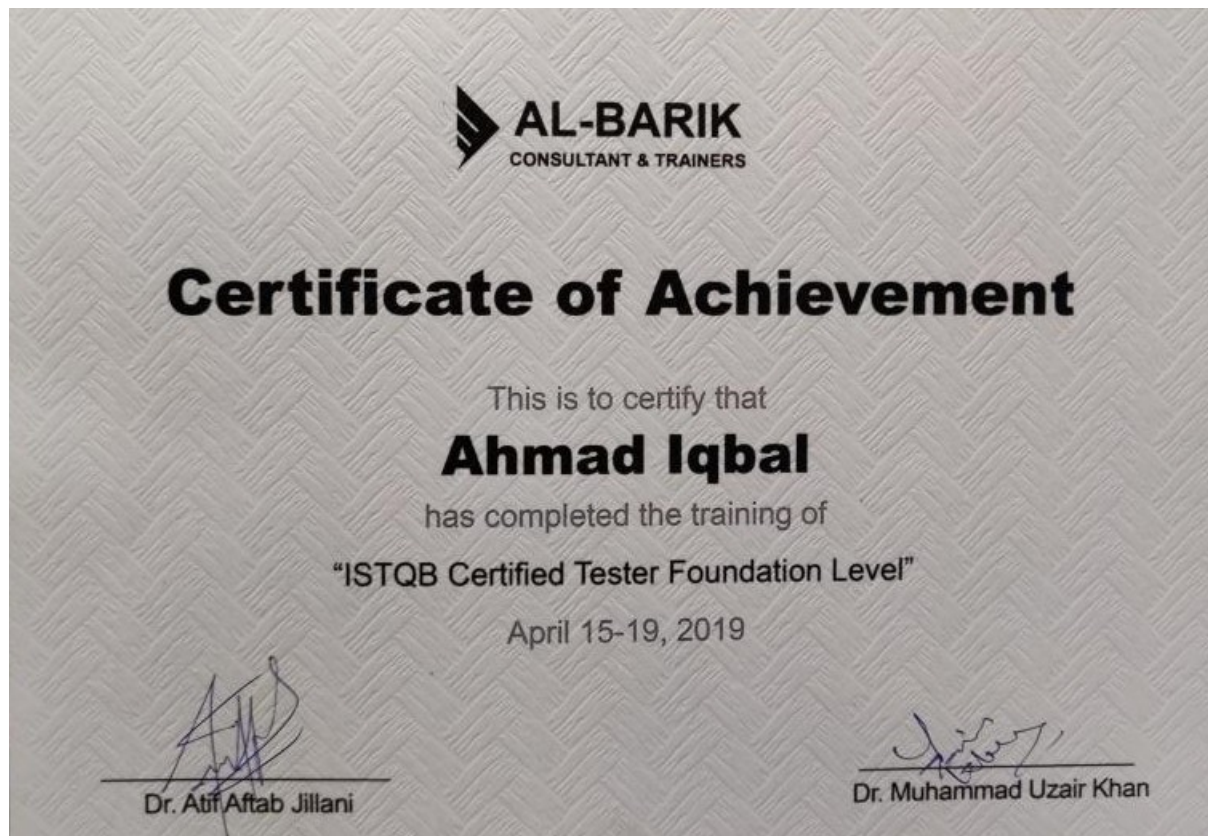 AL-BARIK
CONSULTANT & TRAINERS
Certificate of Achievement
This is to certify that
Ahmad Iqbal
has completed the training of
“ISTQB Certified Tester Foundation Level”
April 15-19, 2019
Dr. Atif Aftab Jillani
Dr. Muhammad Uzair Khan